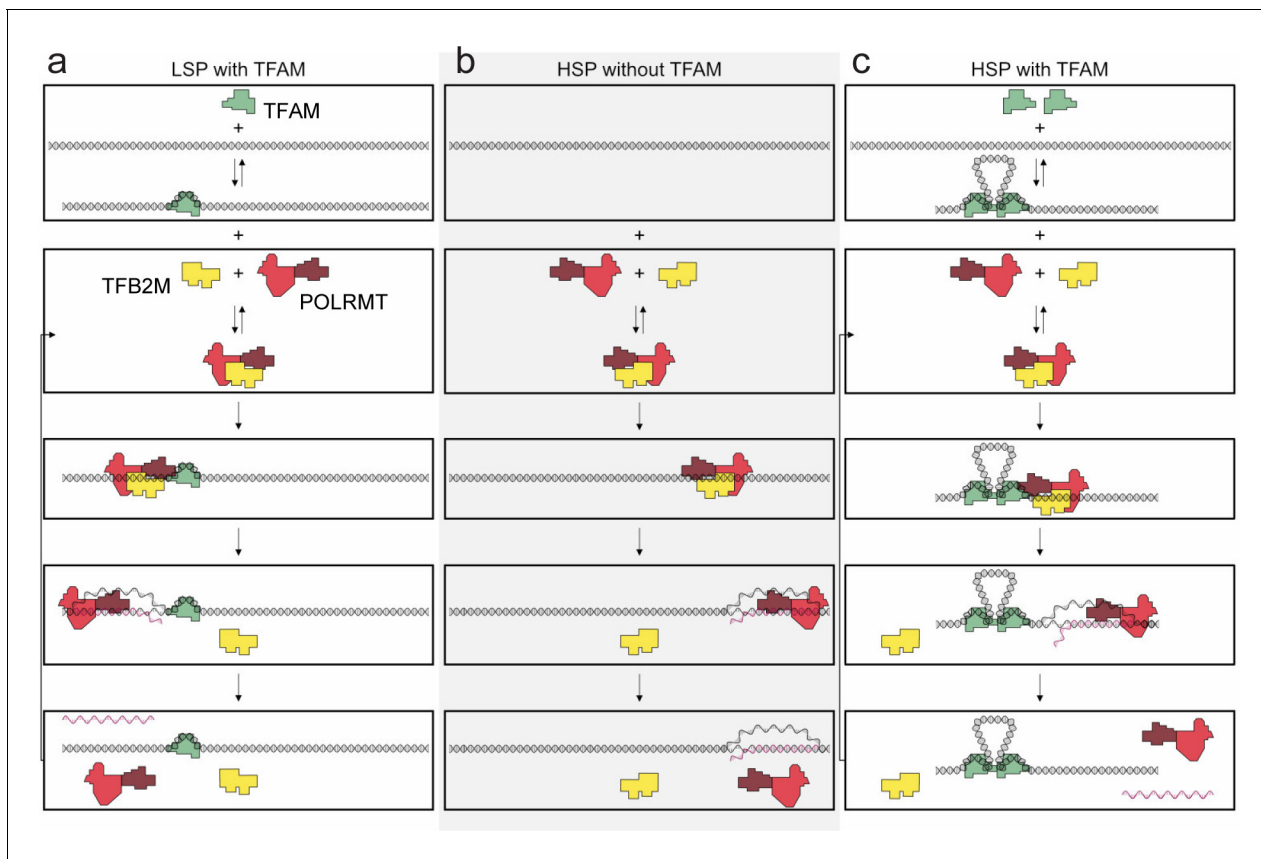 a
LSP with TFAM
TFAM
+
+
TFB2M
+
POLRMT
b
HSP without TFAM
+
+
c
HSP with TFAM
+
+
+